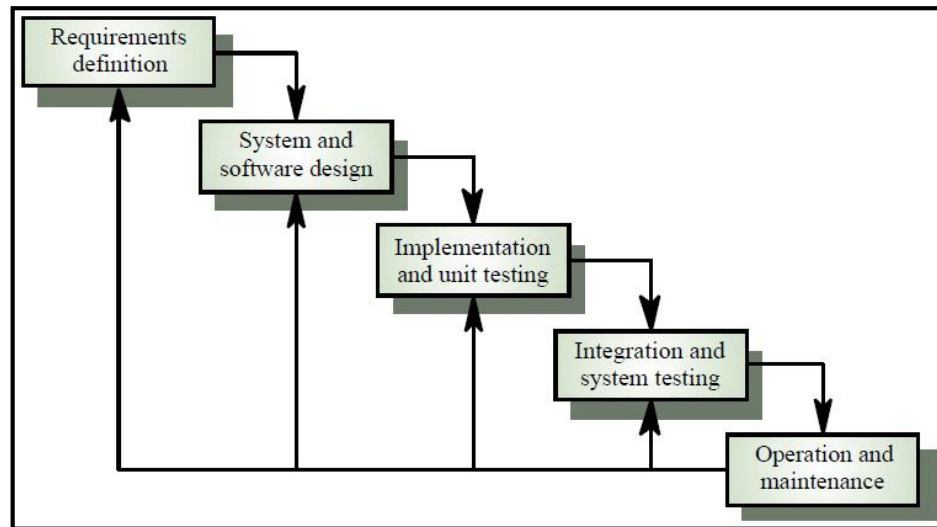 Requirements
definition
System and
software design
Implementation
and unit testing
Integration and
system testing
Operation and
maintenance